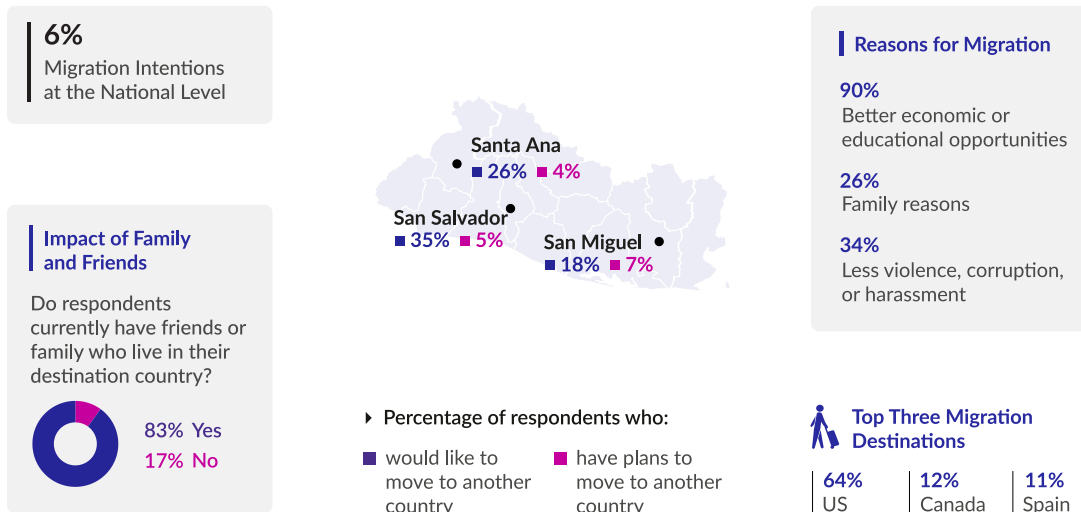 6%
Migration Intentions
at the National Level
Impact of Family
and Friends
Do respondents
currently have friends or
family who live in their
destination country?
83% Yes
17% No
Santa Ana
26% 4%
San Salvador
35% 5%
San Miguel
18% 7%
Percentage of respondents who:
would like to
move to another
country
have plans to
move to another
country
Reasons for Migration
90%
Better economic or
educational opportunities
26%
Family reasons
34%
Less violence, corruption,
or harassment
Top Three Migration
Destinations
64%
US
12%
Canada
11%
Spain